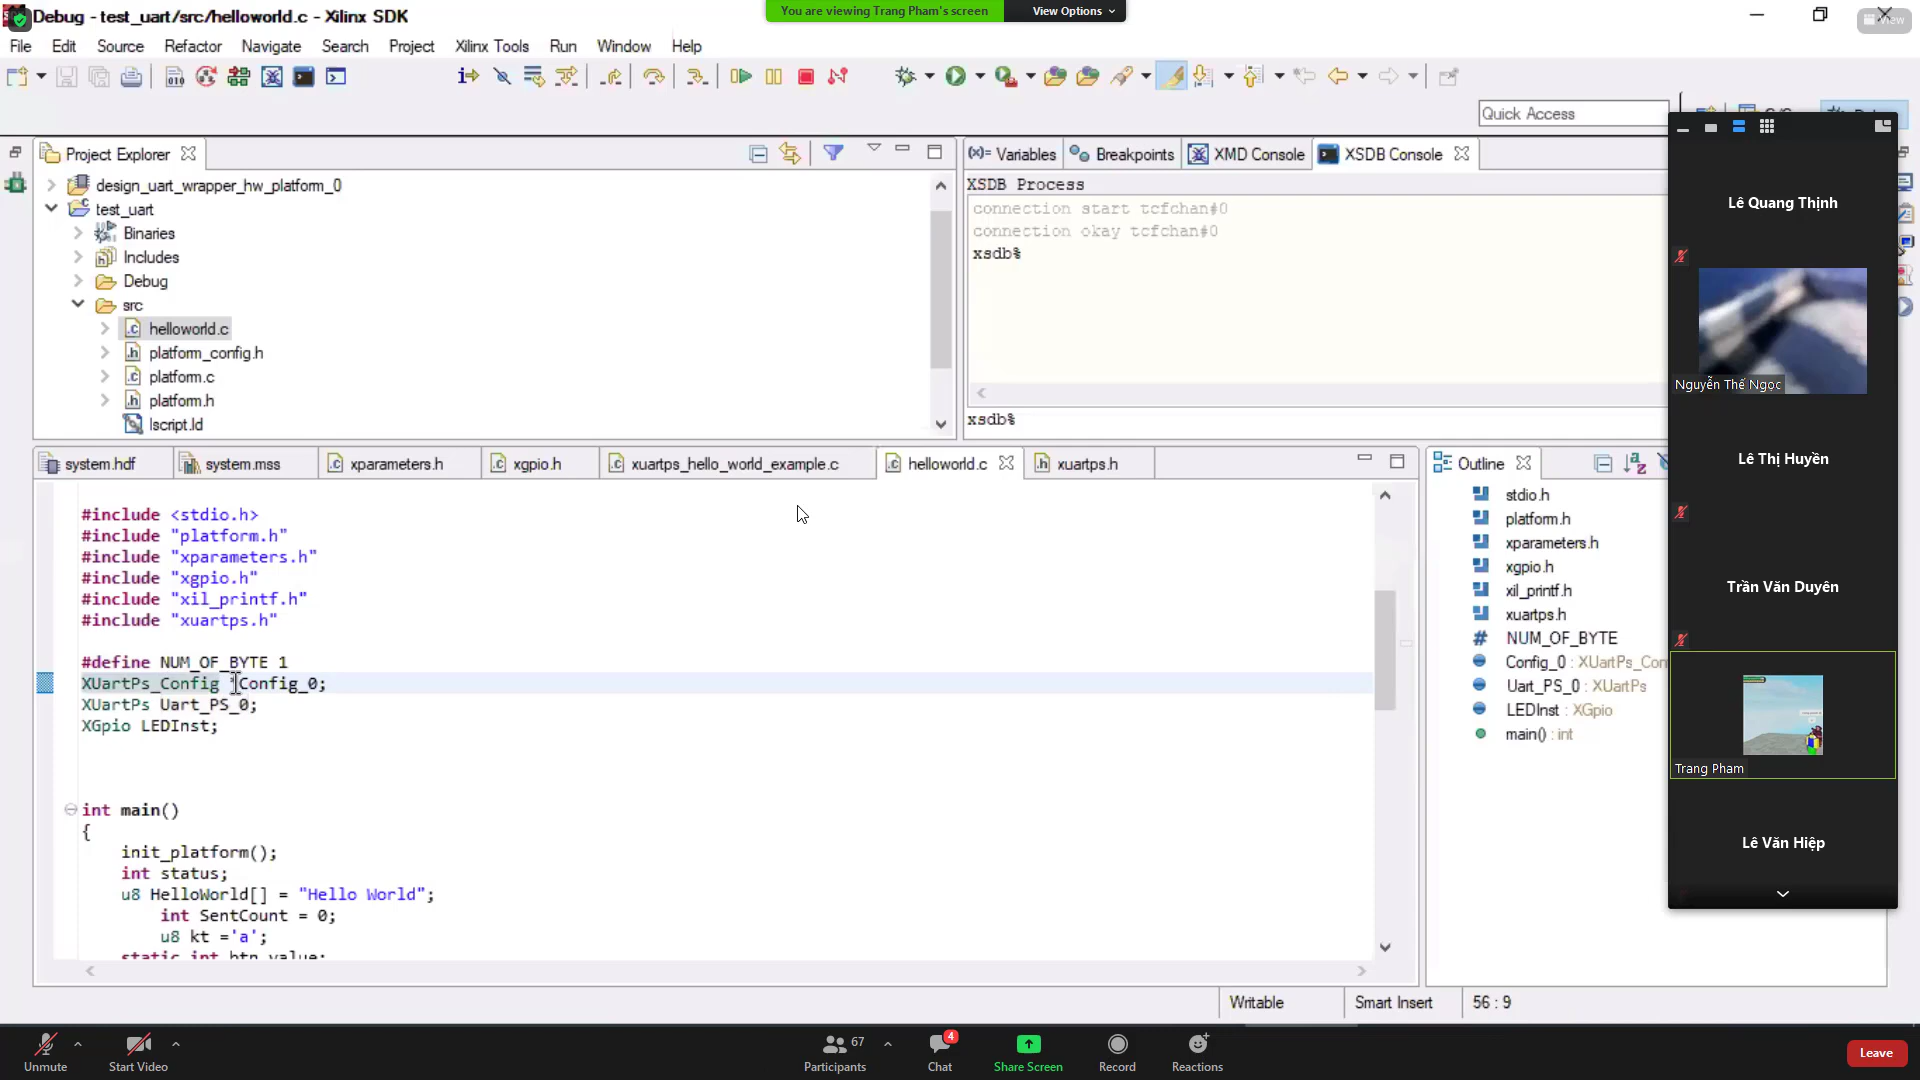 Debug - test_uart/src/helloworld.c - Xilinx SDK
You are viewing Trang Pham's screen
View Options
View
File Edit Source Refactor Navigate Search Project Xilinx Tools Run Window Help
Quick Access
Project Explorer
design_uart_wrapper_hw_platform_0
test_uart
Binaries
Includes
Debug
src
helloworld.c
platform_config.h
platform.c
platform.h
lscript.ld
Variables Breakpoints XMD Console XSDB Console
XSDB Process
connection start tcfchan#0
connection okay tcfchan#0
xsdb%
xsdb%
system.hdf system.mss xparameters.h xgpio.h xuartps_hello_world_example.c helloworld.c xuartps.h
#include <stdio.h>
#include "platform.h"
#include "xparameters.h"
#include "xgpio.h"
#include "xil_printf.h"
#include "xuartps.h"
#define NUM_OF_BYTE 1
XUartPs_Config *Config_0;
XUartPs Uart_PS_0;
XGpio LEDInst;
int main()
{
init_platform();
int status;
u8 HelloWorld[] = "Hello World";
int SentCount = 0;
u8 kt ='a';
static int btn_value;
Outline
stdio.h
platform.h
xparameters.h
xgpio.h
xil_printf.h
xuartps.h
# NUM_OF_BYTE
Config_0 : XUartPs_Con
Uart_PS_0 : XUartPs
LEDInst : XGpio
main() : int
Lê Quang Thịnh
Nguyễn Thế Ngọc
Lê Thị Huyền
Trần Văn Duyên
Trang Pham
Lê Văn Hiệp
Writable Smart Insert 56 : 9
Unmute
Start Video
67
Participants
4
Chat
Share Screen
Record
Reactions
Leave